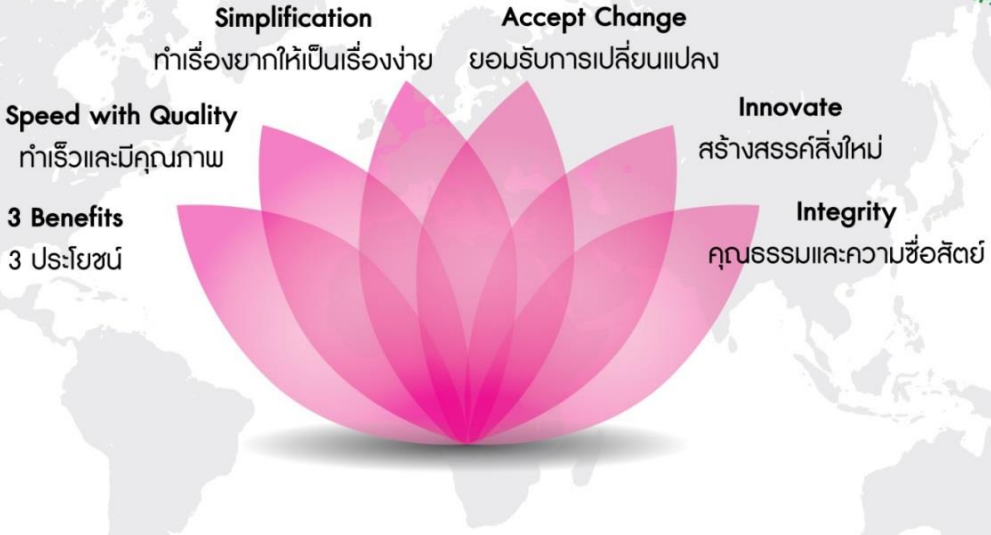 Simplification
ทำเรื่องยากให้เป็นเรื่องง่าย
Accept Change
ยอมรับการเปลี่ยนแปลง
Speed with Quality
ทำเร็วและมีคุณภาพ
Innovate
สร้างสรรค์สิ่งใหม่
3 Benefits
3 ประโยชน์
Integrity
คุณธรรมและความซื่อสัตย์